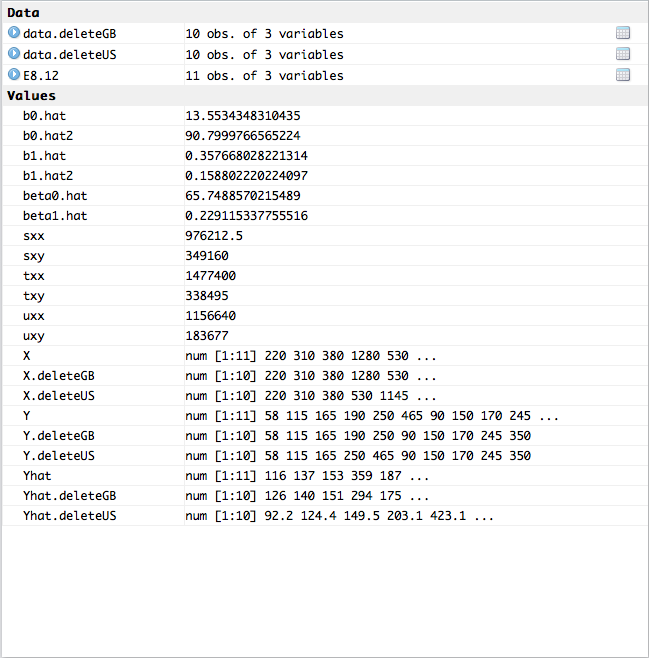 Data
data.deleteGB 10 obs. of 3 variables
data.deleteUS 10 obs. of 3 variables
E8.12 11 obs. of 3 variables
Values
b0.hat 13.5534348310435
b0.hat2 90.7999766565224
b1.hat 0.357668028221314
b1.hat2 0.158802220224097
beta0.hat 65.7488570215489
beta1.hat 0.229115337755516
sxx 976212.5
sxy 349160
txx 1477400
txy 338495
uxx 1156640
uxy 183677
X num [1:11] 220 310 380 1280 530 ...
X.deleteGB num [1:10] 220 310 380 1280 530 ...
X.deleteUS num [1:10] 220 310 380 530 1145 ...
Y num [1:11] 58 115 165 190 250 465 90 150 170 245 ...
Y.deleteGB num [1:10] 58 115 165 190 250 90 150 170 245 350
Y.deleteUS num [1:10] 58 115 165 250 465 90 150 170 245 350
Yhat num [1:11] 116 137 153 359 187 ...
Yhat.deleteGB num [1:10] 126 140 151 294 175 ...
Yhat.deleteUS num [1:10] 92.2 124.4 149.5 203.1 423.1 ...